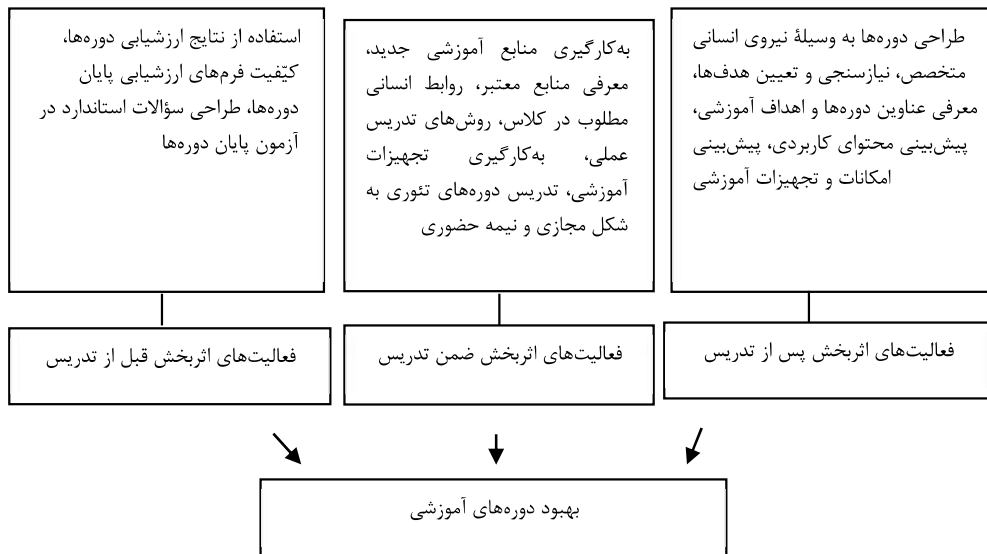 طراحی دوره‌ها به وسیلهٔ نیروی انسانی
متخصص، نیازسنجی و تعیین هدف‌ها،
معرفی عناوین دوره‌ها و اهداف آموزشی،
پیش‌بینی محتوای کاربردی، پیش‌بینی
امکانات و تجهیزات آموزشی
به‌کارگیری منابع آموزشی جدید،
معرفی منابع معتبر، روابط انسانی
مطلوب در کلاس، روش‌های تدریس
عملی، به‌کارگیری تجهیزات
آموزشی، تدریس دوره‌های تئوری به
شکل مجازی و نیمه حضوری
استفاده از نتایج ارزشیابی دوره‌ها،
کیّفیت فرم‌های ارزشیابی پایان
دوره‌ها، طراحی سؤالات استاندارد در
آزمون پایان دوره‌ها
فعالیت‌های اثربخش پس از تدریس
فعالیت‌های اثربخش ضمن تدریس
فعالیت‌های اثربخش قبل از تدریس
بهبود دوره‌های آموزشی